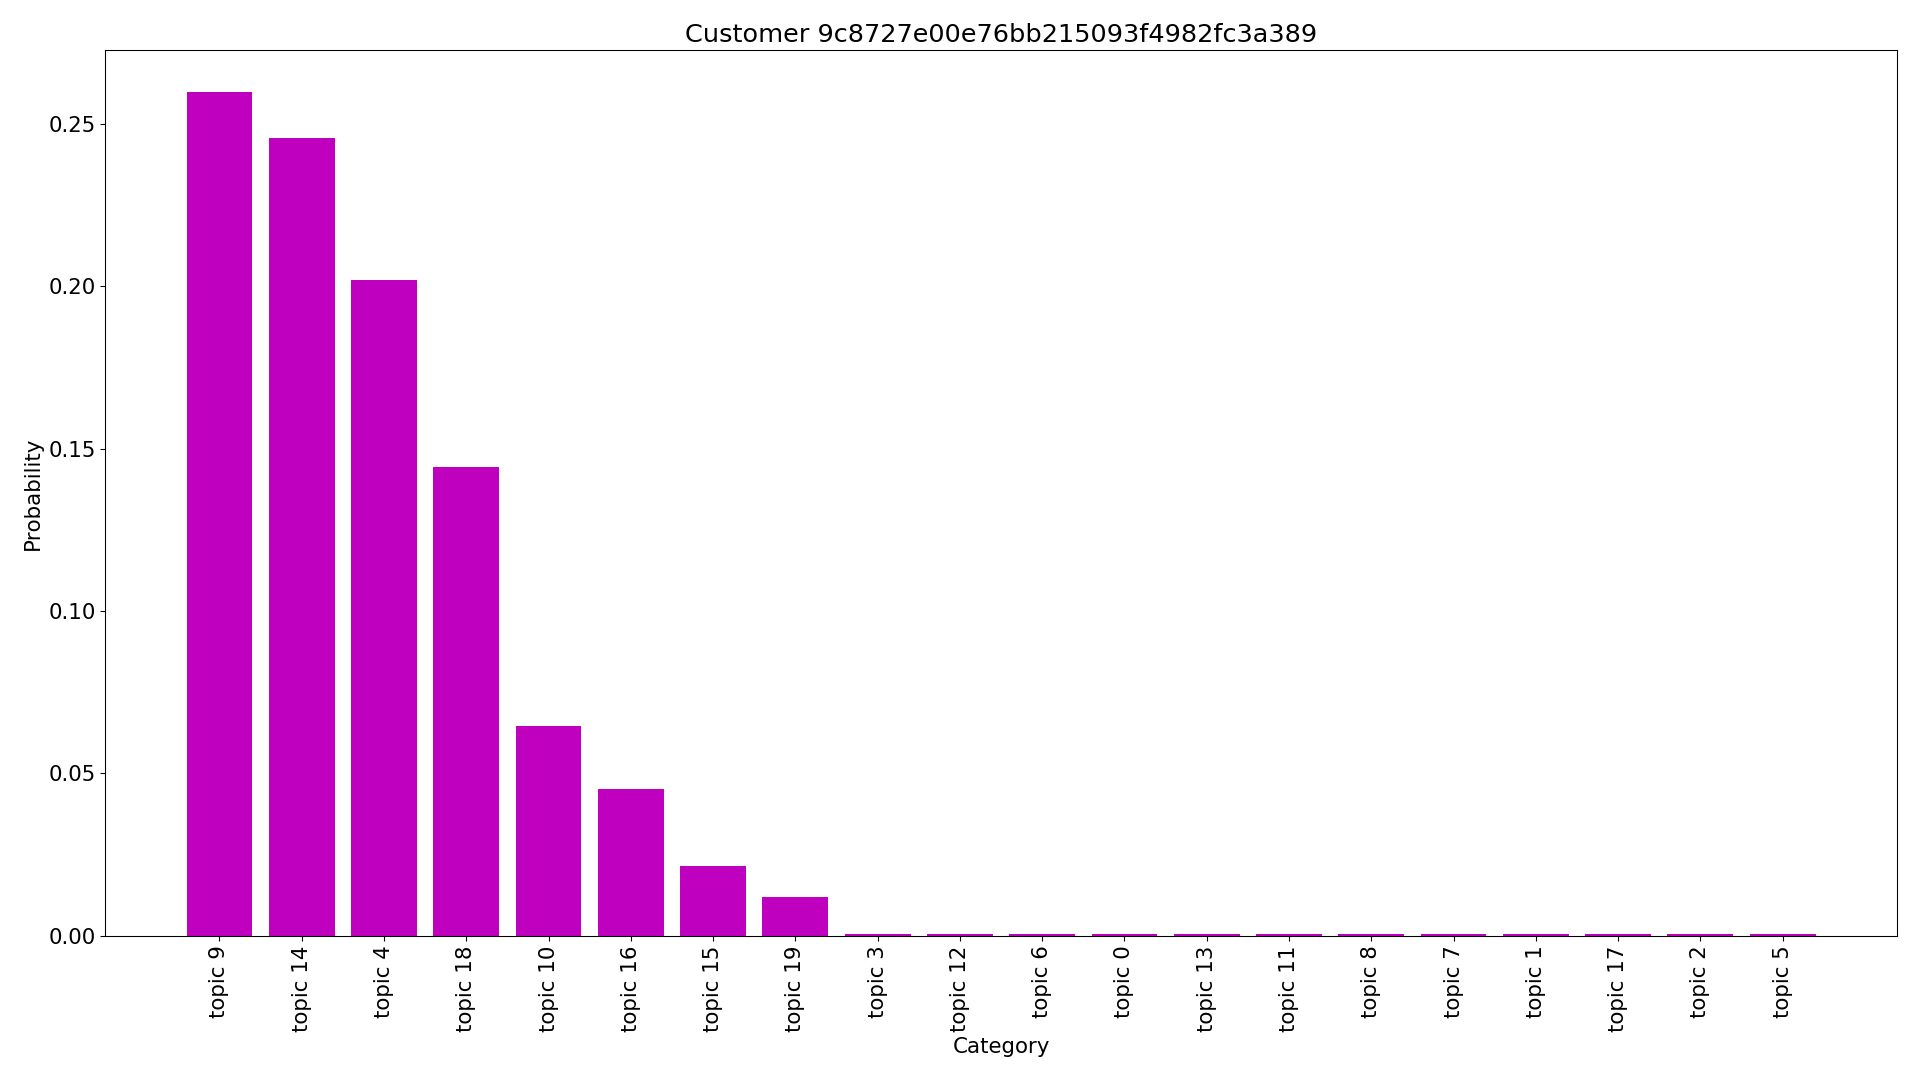 Customer 9c8727e00e76bb215093f4982fc3a389
Probability
0.25
0.20
0.15
0.10
0.05
0.00
topic 9
topic 14
topic 4
topic 18
topic 10
topic 16
topic 15
topic 19
topic 3
topic 12
topic 6
topic 0
topic 13
topic 11
topic 8
topic 7
topic 1
topic 17
topic 2
topic 5
Category